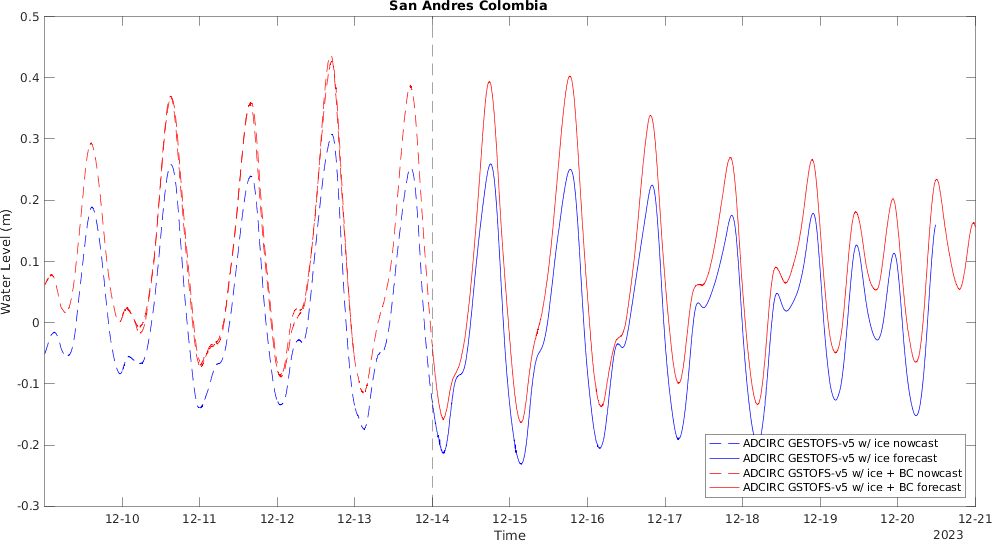 San Andres Colombia
0.5
0.4
0.3
0.2
0.1
0
-0.1
-0.2
-0.3
Water Level (m)
12-10 12-11 12-12 12-13 12-14 12-15 12-16 12-17 12-18 12-19 12-20 12-21
Time
2023
ADCIRC GESTOFS-v5 w/ ice nowcast
ADCIRC GESTOFS-v5 w/ ice forecast
ADCIRC GSTOFS-v5 w/ ice + BC nowcast
ADCIRC GSTOFS-v5 w/ ice + BC forecast